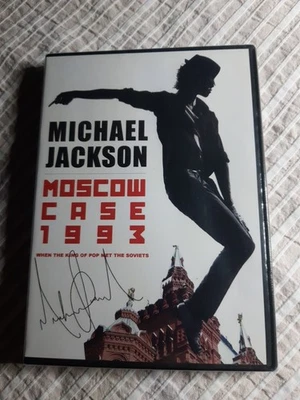 MICHAEL
JACKSON
MOSCOW
CASE
1993
WHEN THE KING OF POP MET THE SOVIETS